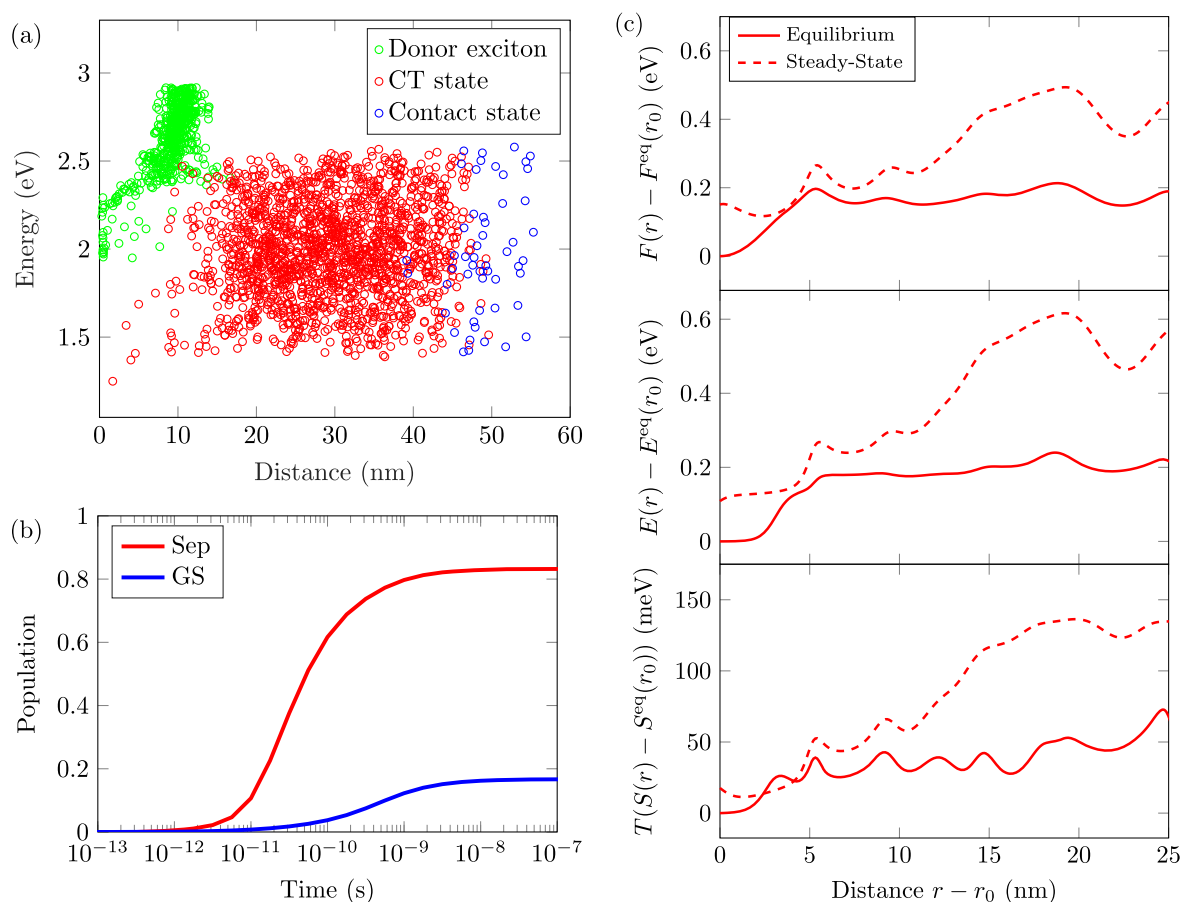 (a)
Donor exciton
CT state
Contact state
3
2.5
2
1.5
Energy (eV)
0 10 20 30 40 50 60
Distance (nm)
(b)
Sep
GS
1
0.8
0.6
0.4
0.2
0
Population
10⁻¹³ 10⁻¹² 10⁻¹¹ 10⁻¹⁰ 10⁻⁹ 10⁻⁸ 10⁻⁷
Time (s)
(c)
Equilibrium
Steady-State
0.6
0.4
0.2
0
F(r) − F^eq(r₀) (eV)
0.6
0.4
0.2
0
E(r) − E^eq(r₀) (eV)
150
100
50
0
T(S(r) − S^eq(r₀)) (meV)
0 5 10 15 20 25
Distance r − r₀ (nm)